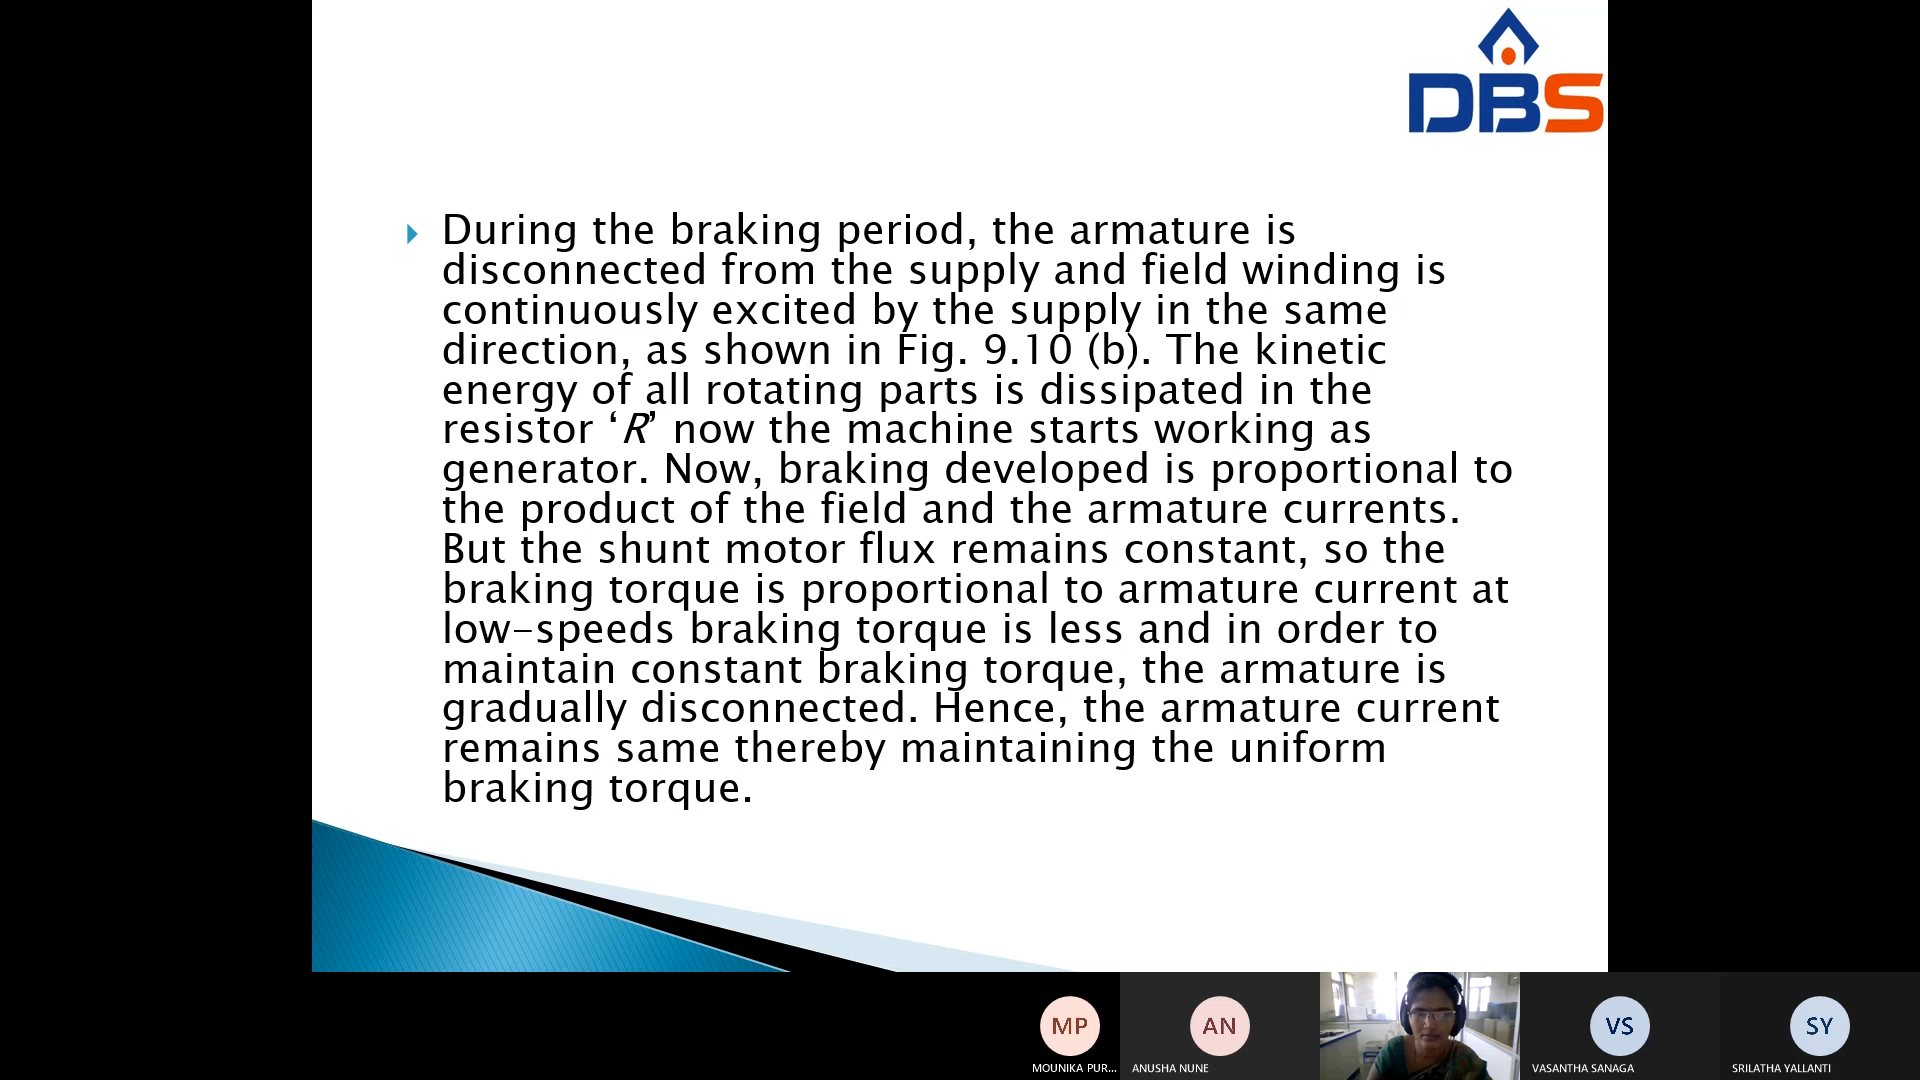 DBS
During the braking period, the armature is
disconnected from the supply and field winding is
continuously excited by the supply in the same
direction, as shown in Fig. 9.10 (b). The kinetic
energy of all rotating parts is dissipated in the
resistor ‘R’ now the machine starts working as
generator. Now, braking developed is proportional to
the product of the field and the armature currents.
But the shunt motor flux remains constant, so the
braking torque is proportional to armature current at
low-speeds braking torque is less and in order to
maintain constant braking torque, the armature is
gradually disconnected. Hence, the armature current
remains same thereby maintaining the uniform
braking torque.
MP
AN
VS
SY
MOUNIKA PUR...
ANUSHA NUNE
VASANTHA SANAGA
SRILATHA YALLANTI